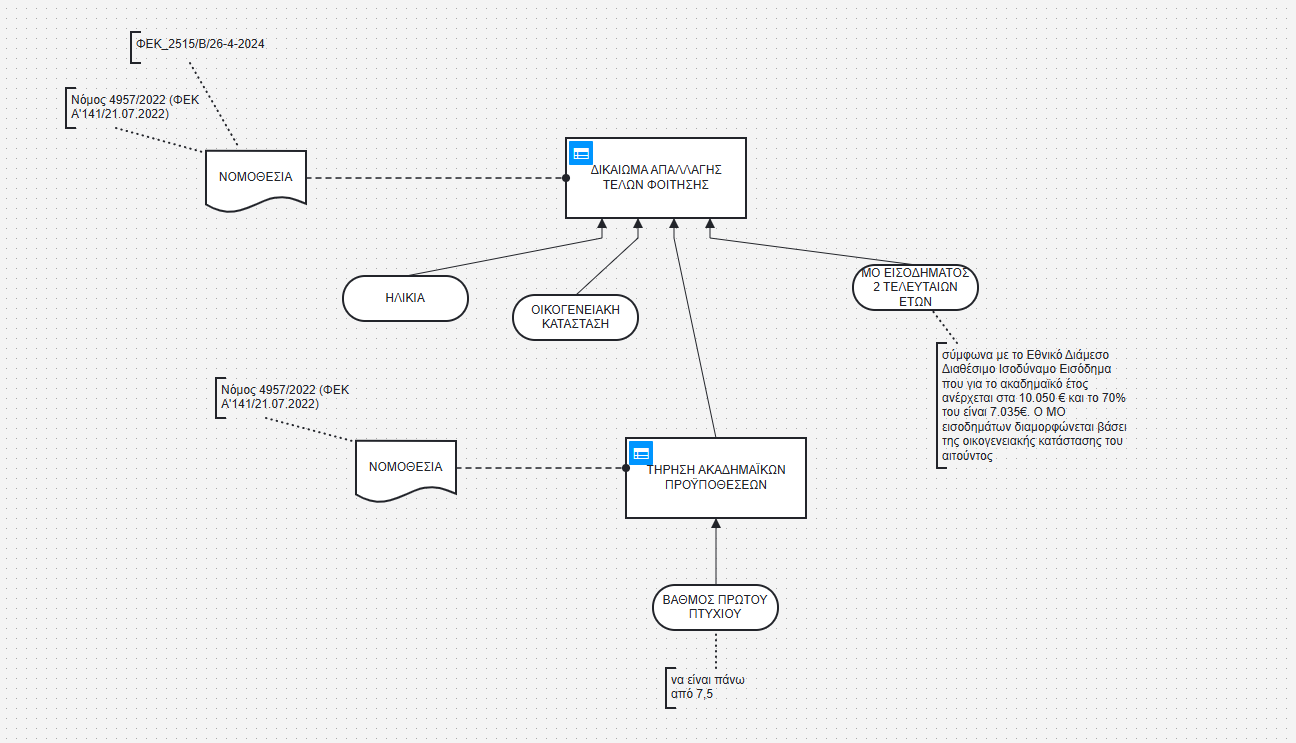 ΦΕΚ_2515/Β/26-4-2024
Νόμος 4957/2022 (ΦΕΚ
Α'141/21.07.2022)
ΝΟΜΟΘΕΣΙΑ
ΔΙΚΑΙΩΜΑ ΑΠΑΛΛΑΓΗΣ
ΤΕΛΩΝ ΦΟΙΤΗΣΗΣ
ΗΛΙΚΙΑ
ΟΙΚΟΓΕΝΕΙΑΚΗ
ΚΑΤΑΣΤΑΣΗ
ΜΟ ΕΙΣΟΔΗΜΑΤΟΣ
2 ΤΕΛΕΥΤΑΙΩΝ
ΕΤΩΝ
σύμφωνα με το Εθνικό Διάμεσο
Διαθέσιμο Ισοδύναμο Εισόδημα
που για το ακαδημαϊκό έτος
ανέρχεται στα 10.050 € και το 70%
του είναι 7.035€. Ο ΜΟ
εισοδημάτων διαμορφώνεται βάσει
της οικογενειακής κατάστασης του
αιτούντος
Νόμος 4957/2022 (ΦΕΚ
Α'141/21.07.2022)
ΝΟΜΟΘΕΣΙΑ
ΤΗΡΗΣΗ ΑΚΑΔΗΜΑΪΚΩΝ
ΠΡΟΫΠΟΘΕΣΕΩΝ
ΒΑΘΜΟΣ ΠΡΩΤΟΥ
ΠΤΥΧΙΟΥ
να είναι πάνω
από 7,5